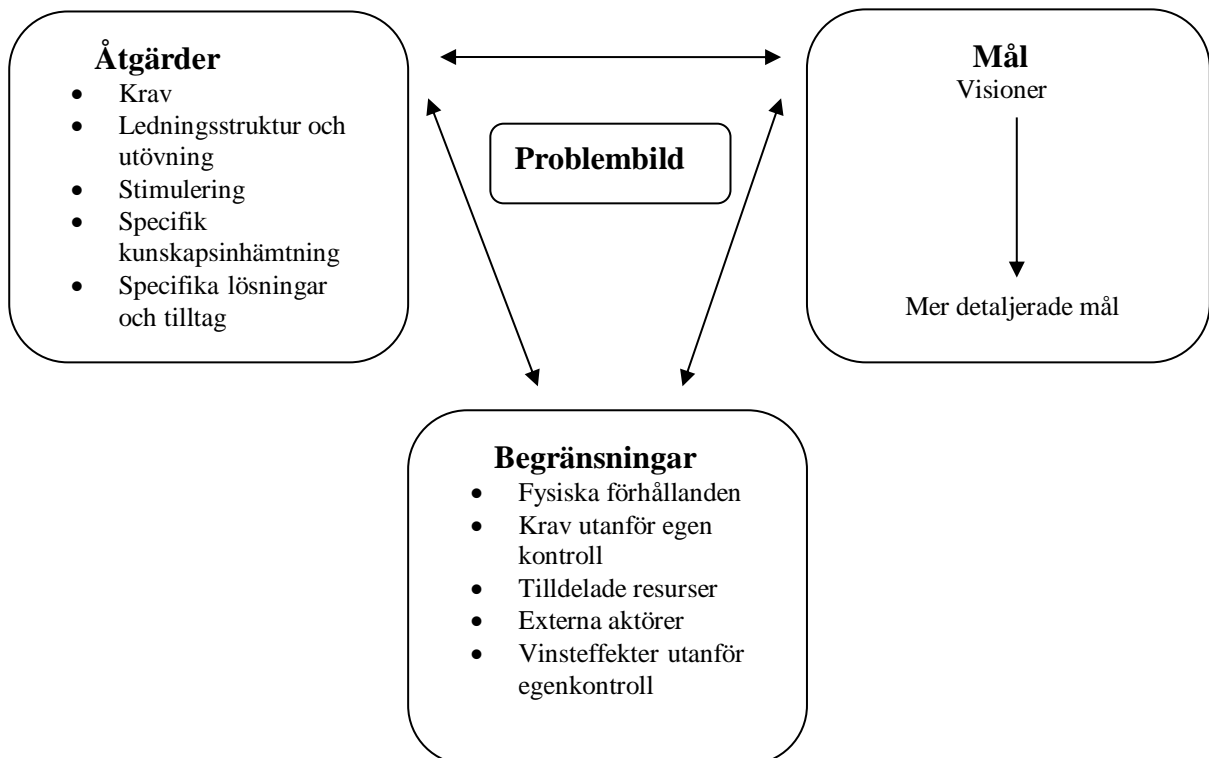 Åtgärder
• Krav
• Ledningsstruktur och
utövning
• Stimulering
• Specifik
kunskapsinhämtning
• Specifika lösningar
och tilltag
Problembild
Mål
Visioner
Mer detaljerade mål
Begränsningar
• Fysiska förhållanden
• Krav utanför egen
kontroll
• Tilldelade resurser
• Externa aktörer
• Vinsteffekter utanför
egenkontroll